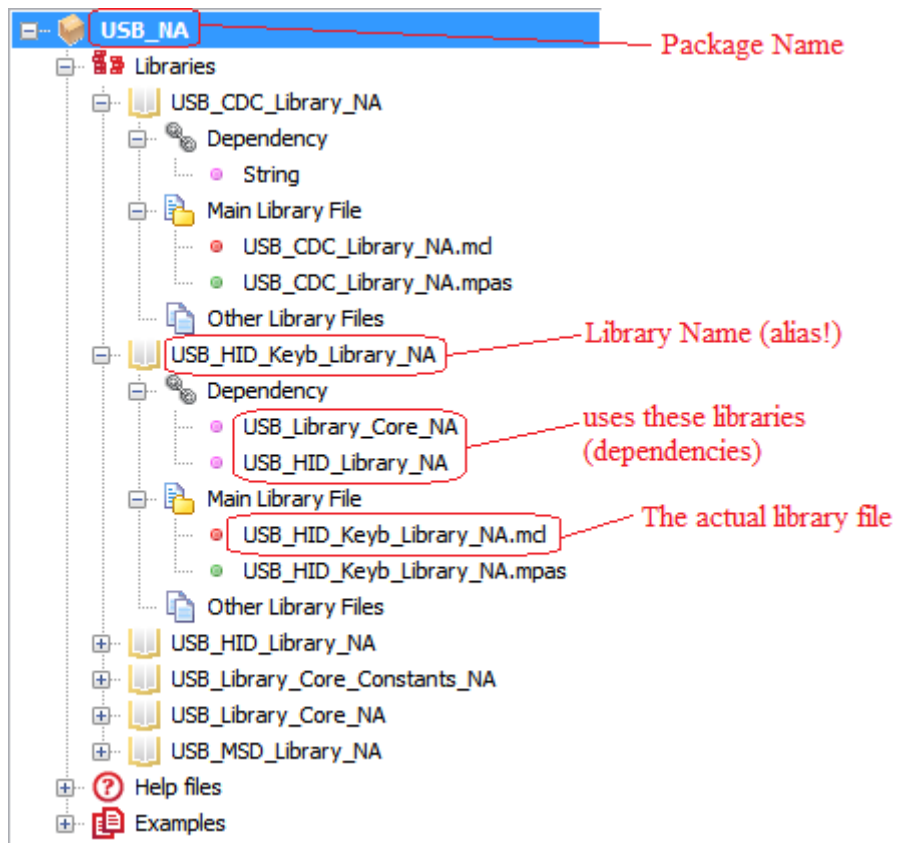 USB_NA
Package Name
Libraries
USB_CDC_Library_NA
Dependency
String
Main Library File
USB_CDC_Library_NA.mcl
USB_CDC_Library_NA.mpas
Other Library Files
Library Name (alias!)
USB_HID_Keyb_Library_NA
Dependency
uses these libraries
(dependencies)
USB_Library_Core_NA
USB_HID_Library_NA
Main Library File
The actual library file
USB_HID_Keyb_Library_NA.mcl
USB_HID_Keyb_Library_NA.mpas
Other Library Files
USB_HID_Library_NA
USB_Library_Core_Constants_NA
USB_Library_Core_NA
USB_MSD_Library_NA
Help files
Examples